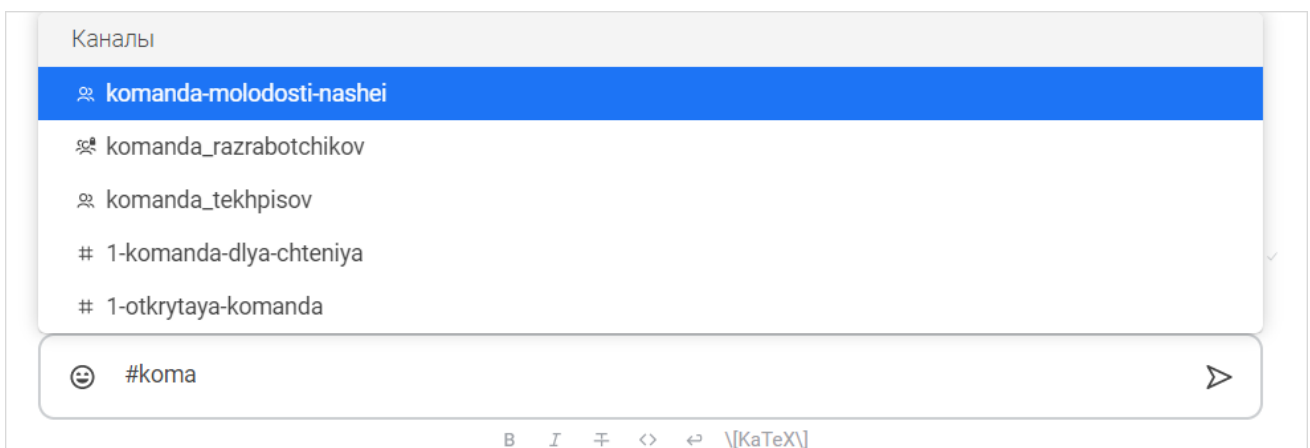 Каналы
komanda-molodosti-nashei
komanda_razrabotchikov
komanda_tekhpisov
# 1-komanda-dlya-chteniya
# 1-otkrytaya-komanda
#koma
B I T <> \[KaTeX\]